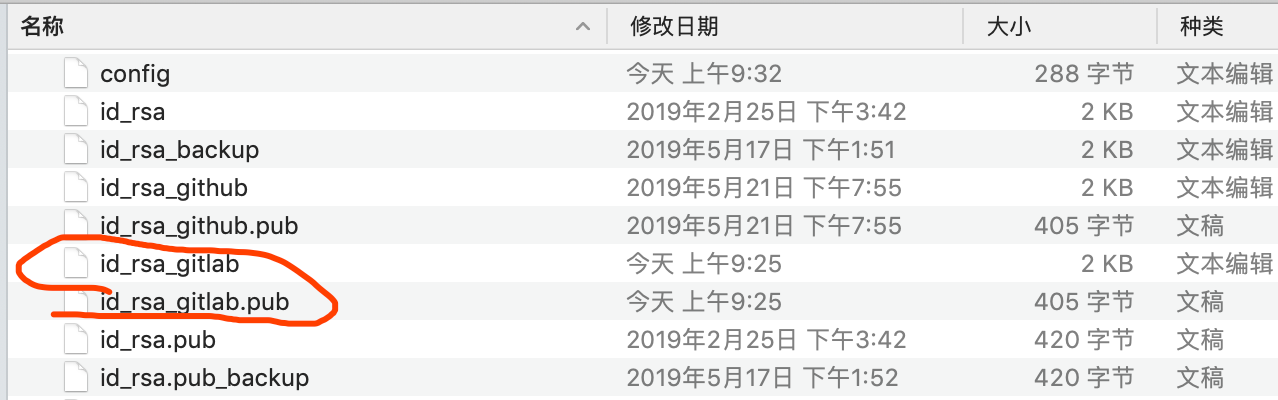 名称 修改日期 大小 种类
config 今天 上午9:32 288 字节 文本编辑
id_rsa 2019年2月25日 下午3:42 2 KB 文本编辑
id_rsa_backup 2019年5月17日 下午1:51 2 KB 文本编辑
id_rsa_github 2019年5月21日 下午7:55 2 KB 文本编辑
id_rsa_github.pub 2019年5月21日 下午7:55 405 字节 文稿
id_rsa_gitlab 今天 上午9:25 2 KB 文本编辑
id_rsa_gitlab.pub 今天 上午9:25 405 字节 文稿
id_rsa.pub 2019年2月25日 下午3:42 420 字节 文稿
id_rsa.pub_backup 2019年5月17日 下午1:52 420 字节 文稿